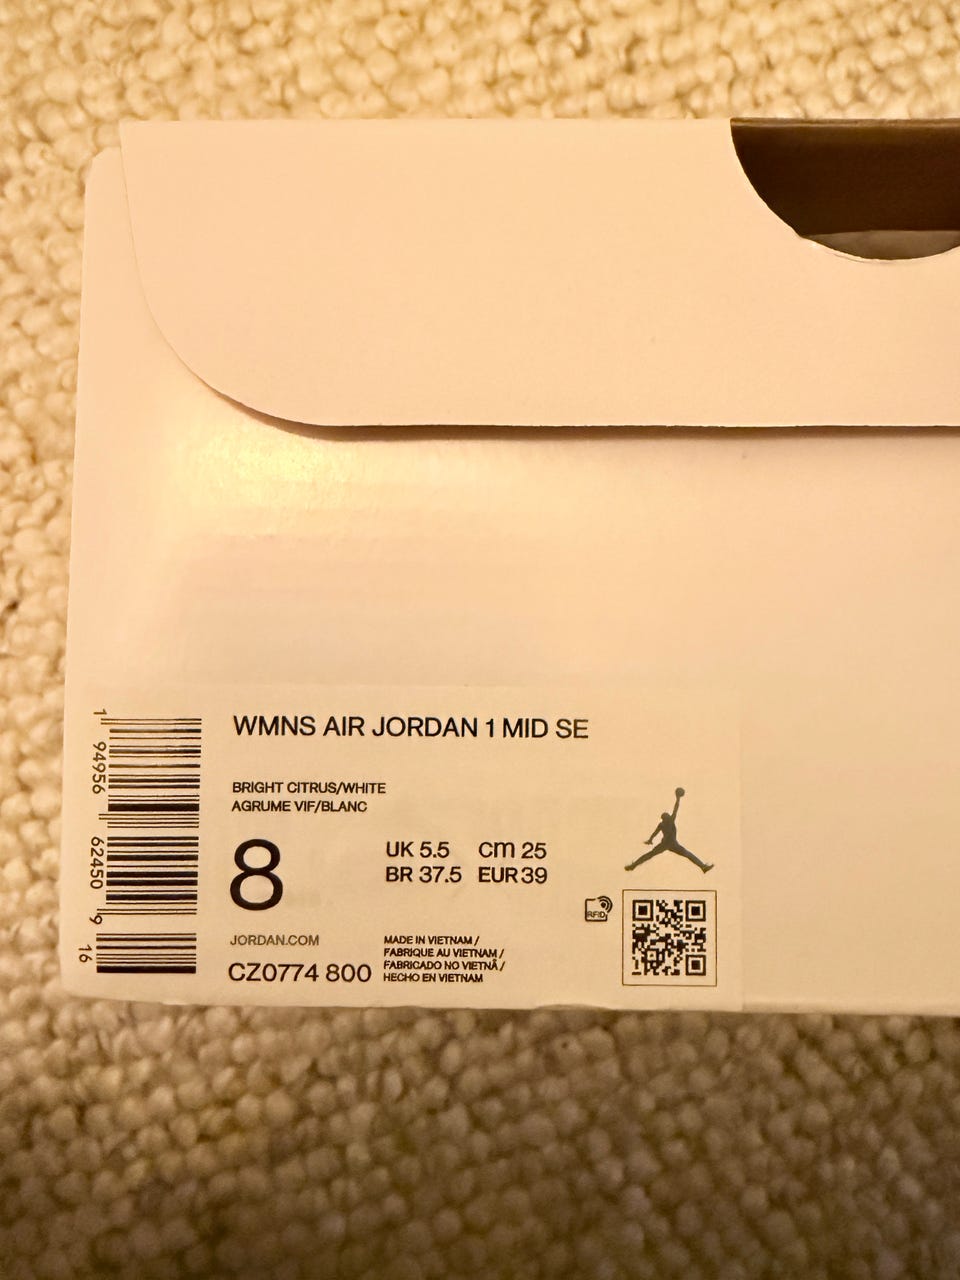 WMNS AIR JORDAN 1 MID SE
BRIGHT CITRUS/WHITE
AGRUME VIF/BLANC
8
UK 5.5 cm 25
BR 37.5 EUR 39
JORDAN.COM
CZ0774 800
MADE IN VIETNAM /
FABRIQUE AU VIETNAM /
FABRICADO NO VIETNÃ /
HECHO EN VIETNAM
RFID
1 94956 62450 9 16